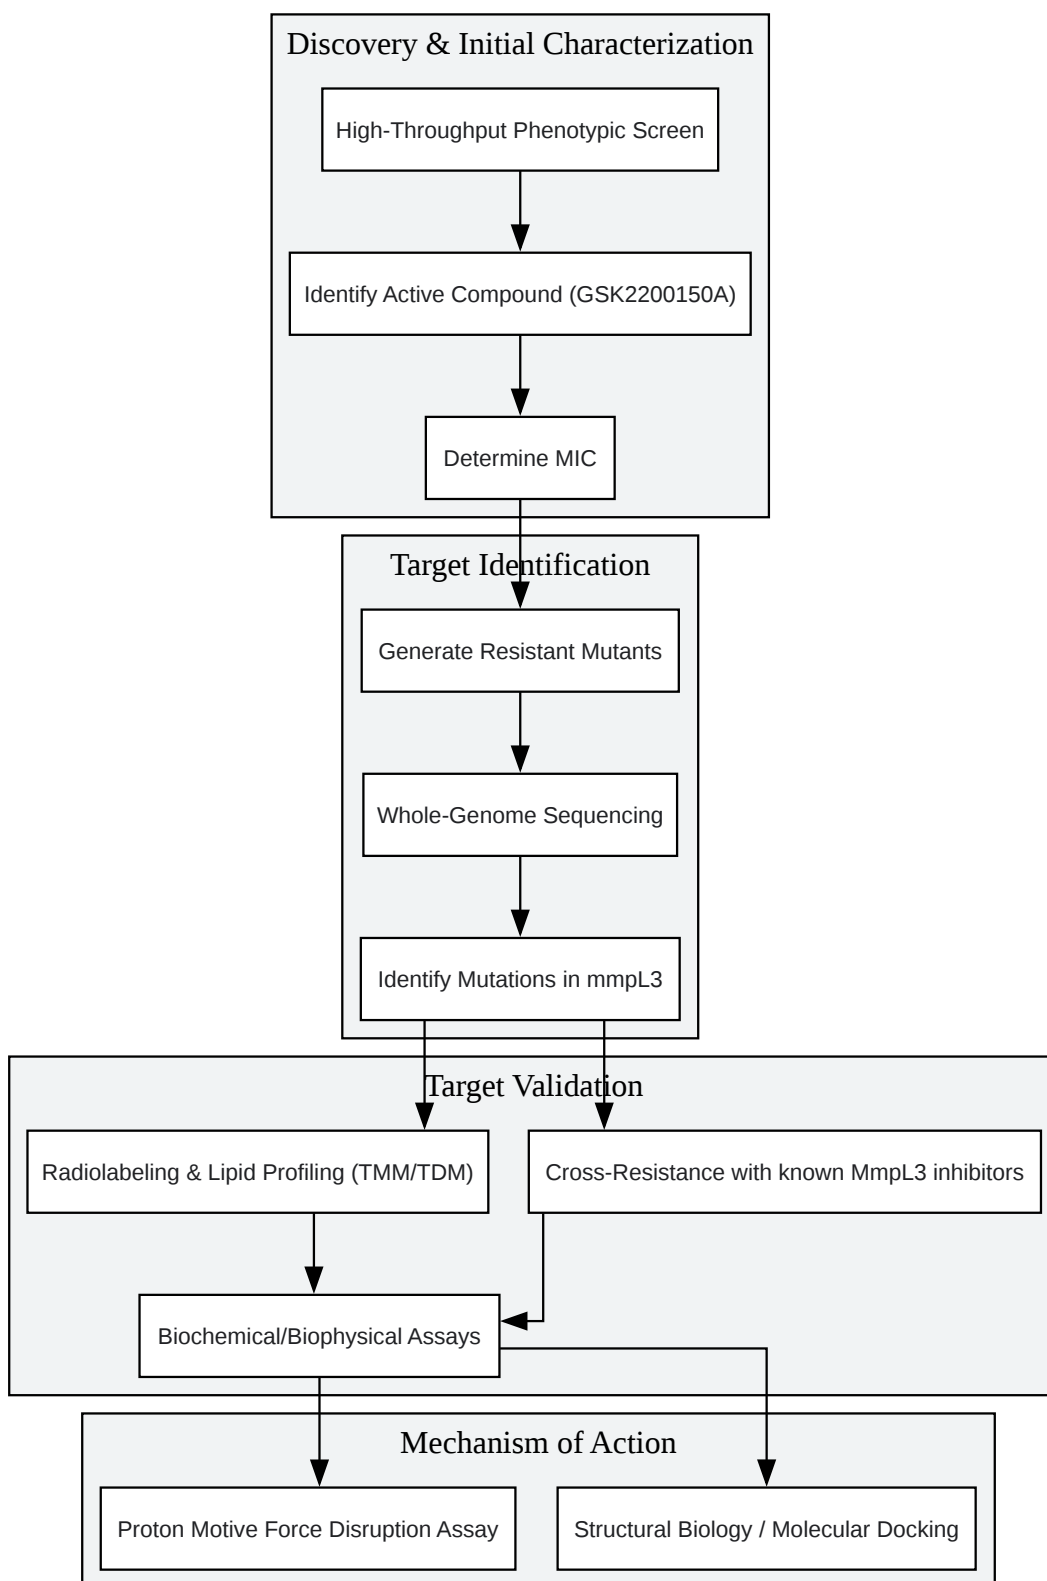 Discovery & Initial Characterization
High-Throughput Phenotypic Screen
Identify Active Compound (GSK2200150A)
Determine MIC
Target Identification
Generate Resistant Mutants
Whole-Genome Sequencing
Identify Mutations in mmpL3
Target Validation
Radiolabeling & Lipid Profiling (TMM/TDM)
Cross-Resistance with known MmpL3 inhibitors
Biochemical/Biophysical Assays
Mechanism of Action
Proton Motive Force Disruption Assay
Structural Biology / Molecular Docking